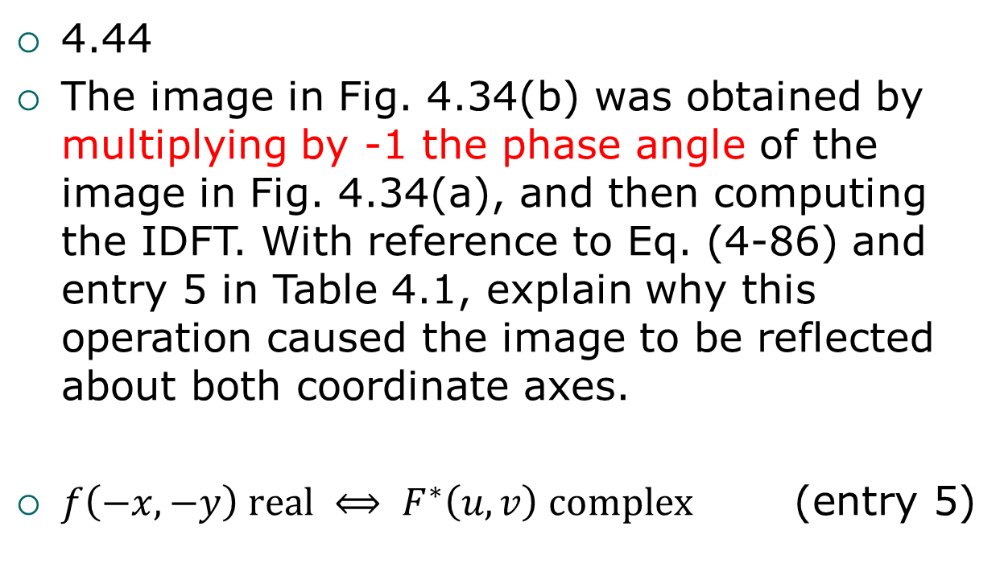 ○ 4.44
○ The image in Fig. 4.34(b) was obtained by
multiplying by -1 the phase angle of the
image in Fig. 4.34(a), and then computing
the IDFT. With reference to Eq. (4-86) and
entry 5 in Table 4.1, explain why this
operation caused the image to be reflected
about both coordinate axes.
○ f(−x, −y) real ⟺ F*(u, v) complex (entry 5)